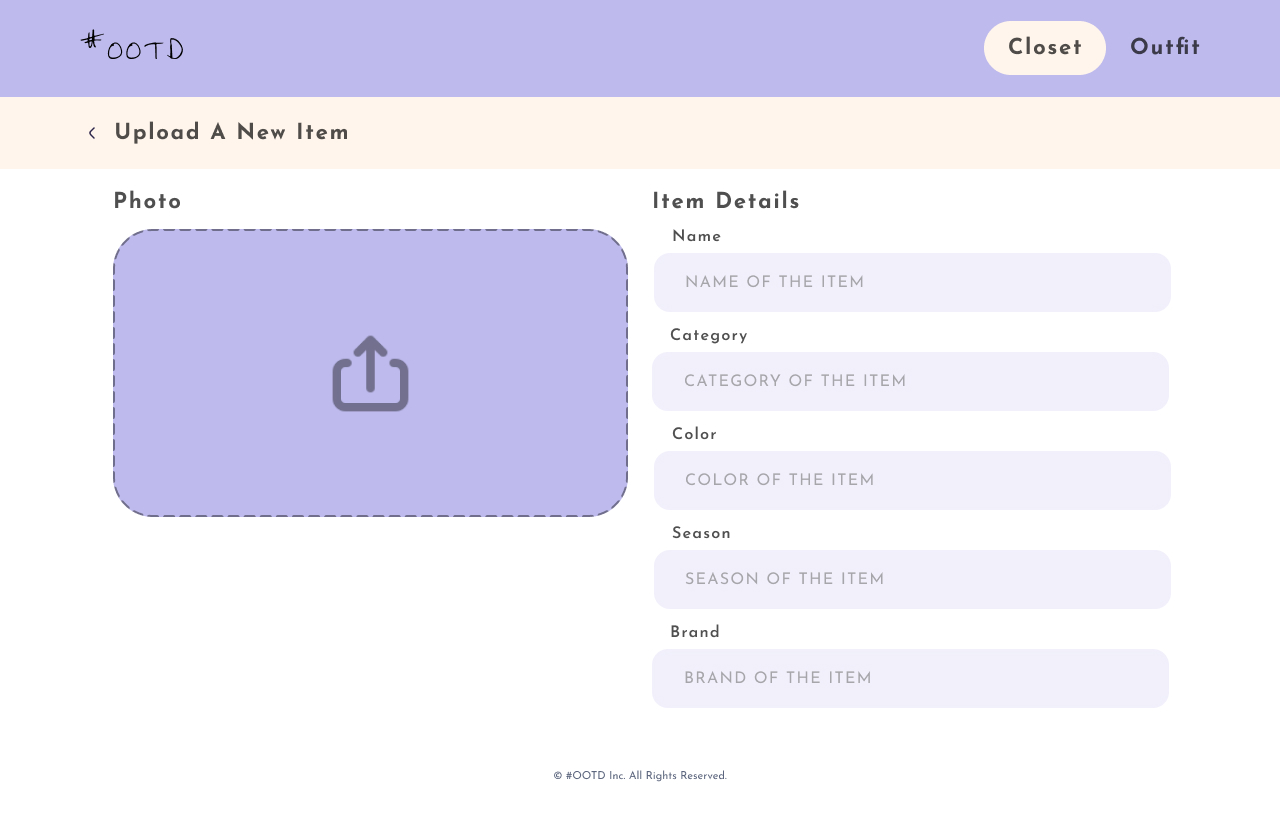 #OOTD
Closet
Outfit
Upload A New Item
Photo
Item Details
Name
NAME OF THE ITEM
Category
CATEGORY OF THE ITEM
Color
COLOR OF THE ITEM
Season
SEASON OF THE ITEM
Brand
BRAND OF THE ITEM
© #OOTD Inc. All Rights Reserved.